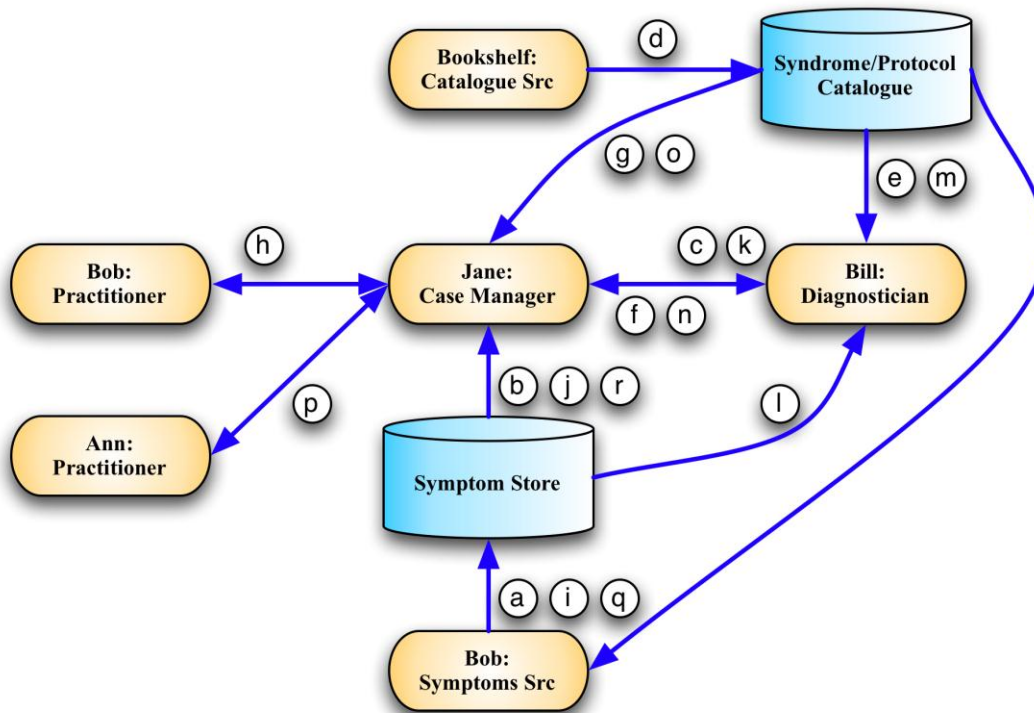 d
Bookshelf:
Catalogue Src
Syndrome/Protocol
Catalogue
g o
e m
h
c k
Bob:
Practitioner
Jane:
Case Manager
Bill:
Diagnostician
f n
b j r
p
l
Ann:
Practitioner
Symptom Store
a i q
Bob:
Symptoms Src